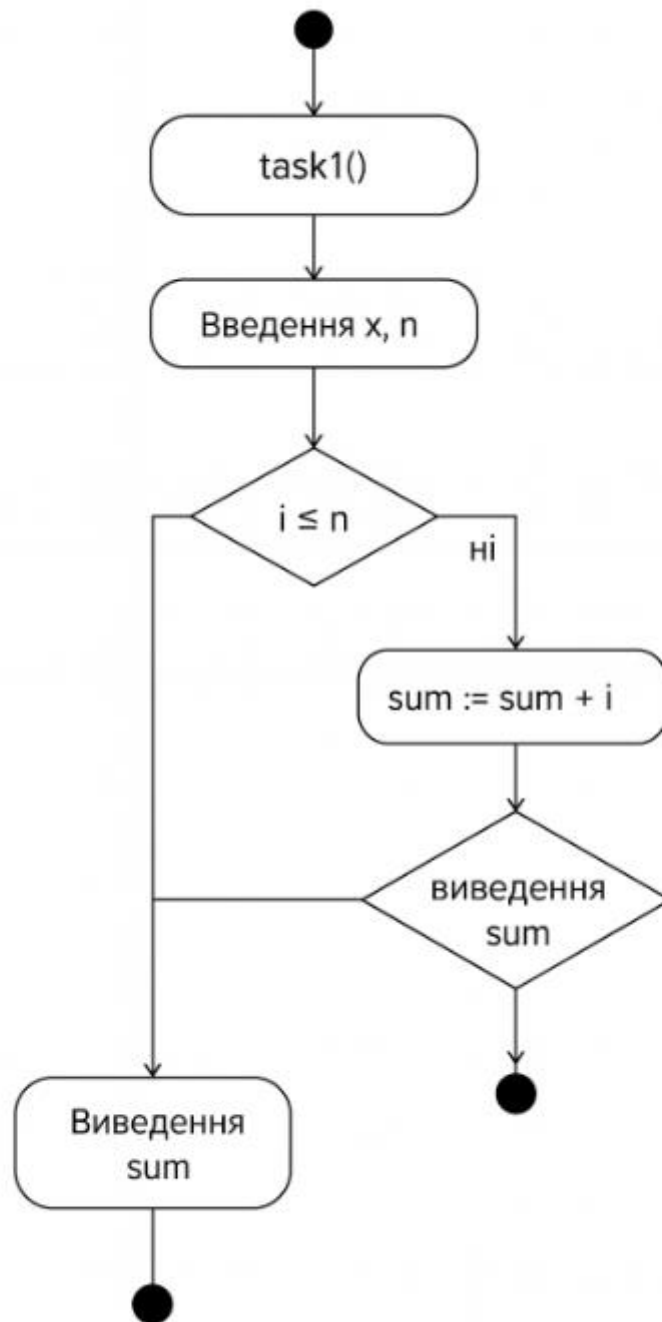 task1()
Введення x, n
i ≤ n
ні
sum := sum + i
виведення
sum
Виведення
sum